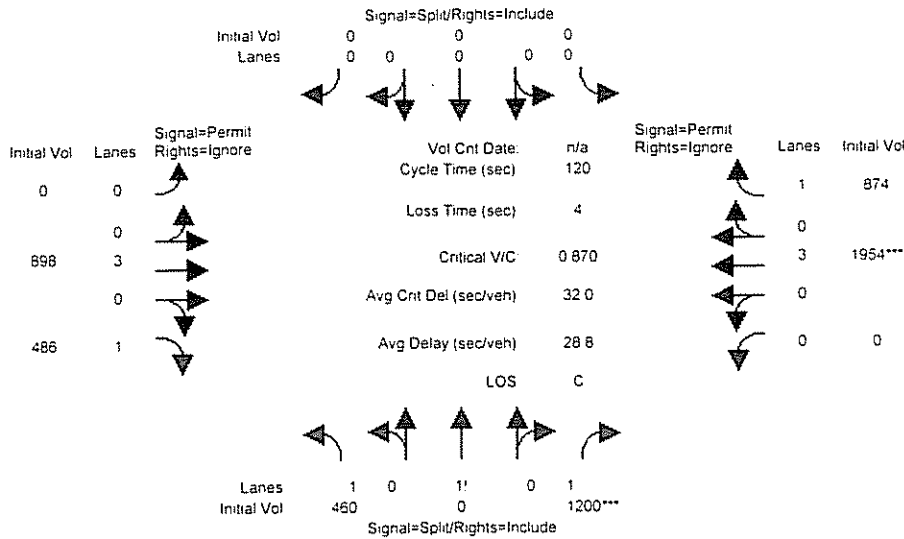 Signal=Split/Rights=Include
Initial Vol 0 0 0
Lanes 0 0 0 0 0
Signal=Permit
Rights=Ignore
Initial Vol Lanes
Vol Cnt Date: n/a
Cycle Time (sec) 120
Signal=Permit
Rights=Ignore
Lanes Initial Vol
0 0
1 874
Loss Time (sec) 4
0
0
898 3
Critical V/C 0 870
3 1954***
0
Avg Crit Del (sec/veh) 32 0
0
486 1
Avg Delay (sec/veh) 28 8
0 0
LOS C
Lanes 1 0 1! 0 1
Initial Vol 460 0 1200***
Signal=Split/Rights=Include